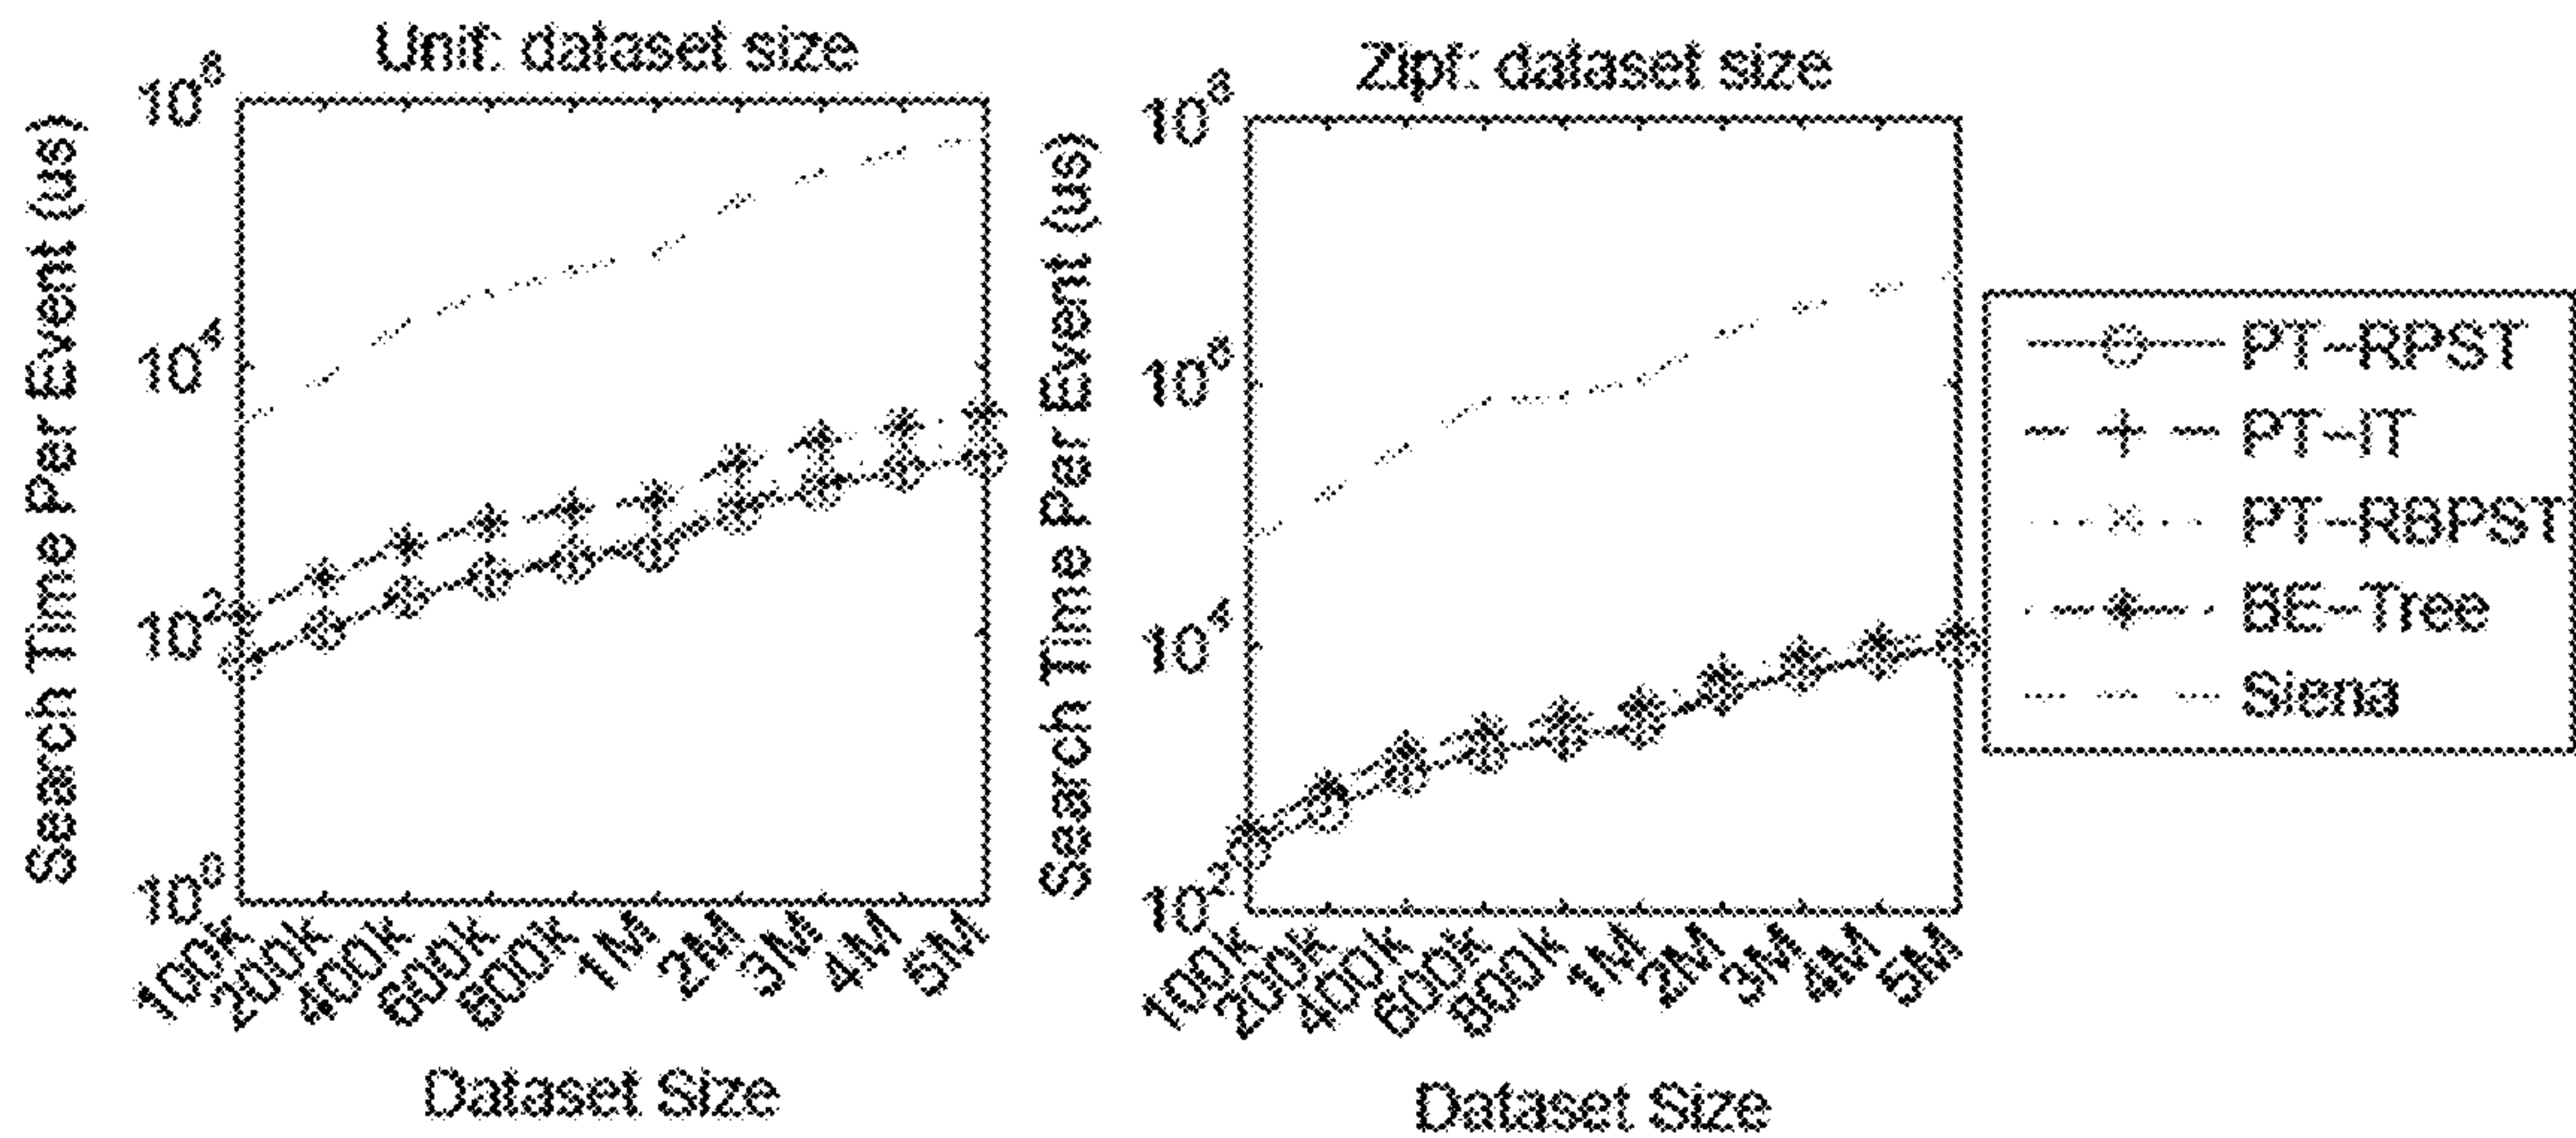 Unif: dataset size
Search Time Per Event (us)
10^6
10^4
10^2
10^0
100k
200k
400k
600k
800k
1M
2M
3M
4M
5M
Dataset Size
Zipf: dataset size
Search Time Per Event (us)
10^8
10^6
10^4
10^2
100k
200k
400k
600k
800k
1M
2M
3M
4M
5M
Dataset Size
PT-RPST
PT-IT
PT-RBPST
BE-Tree
Siena